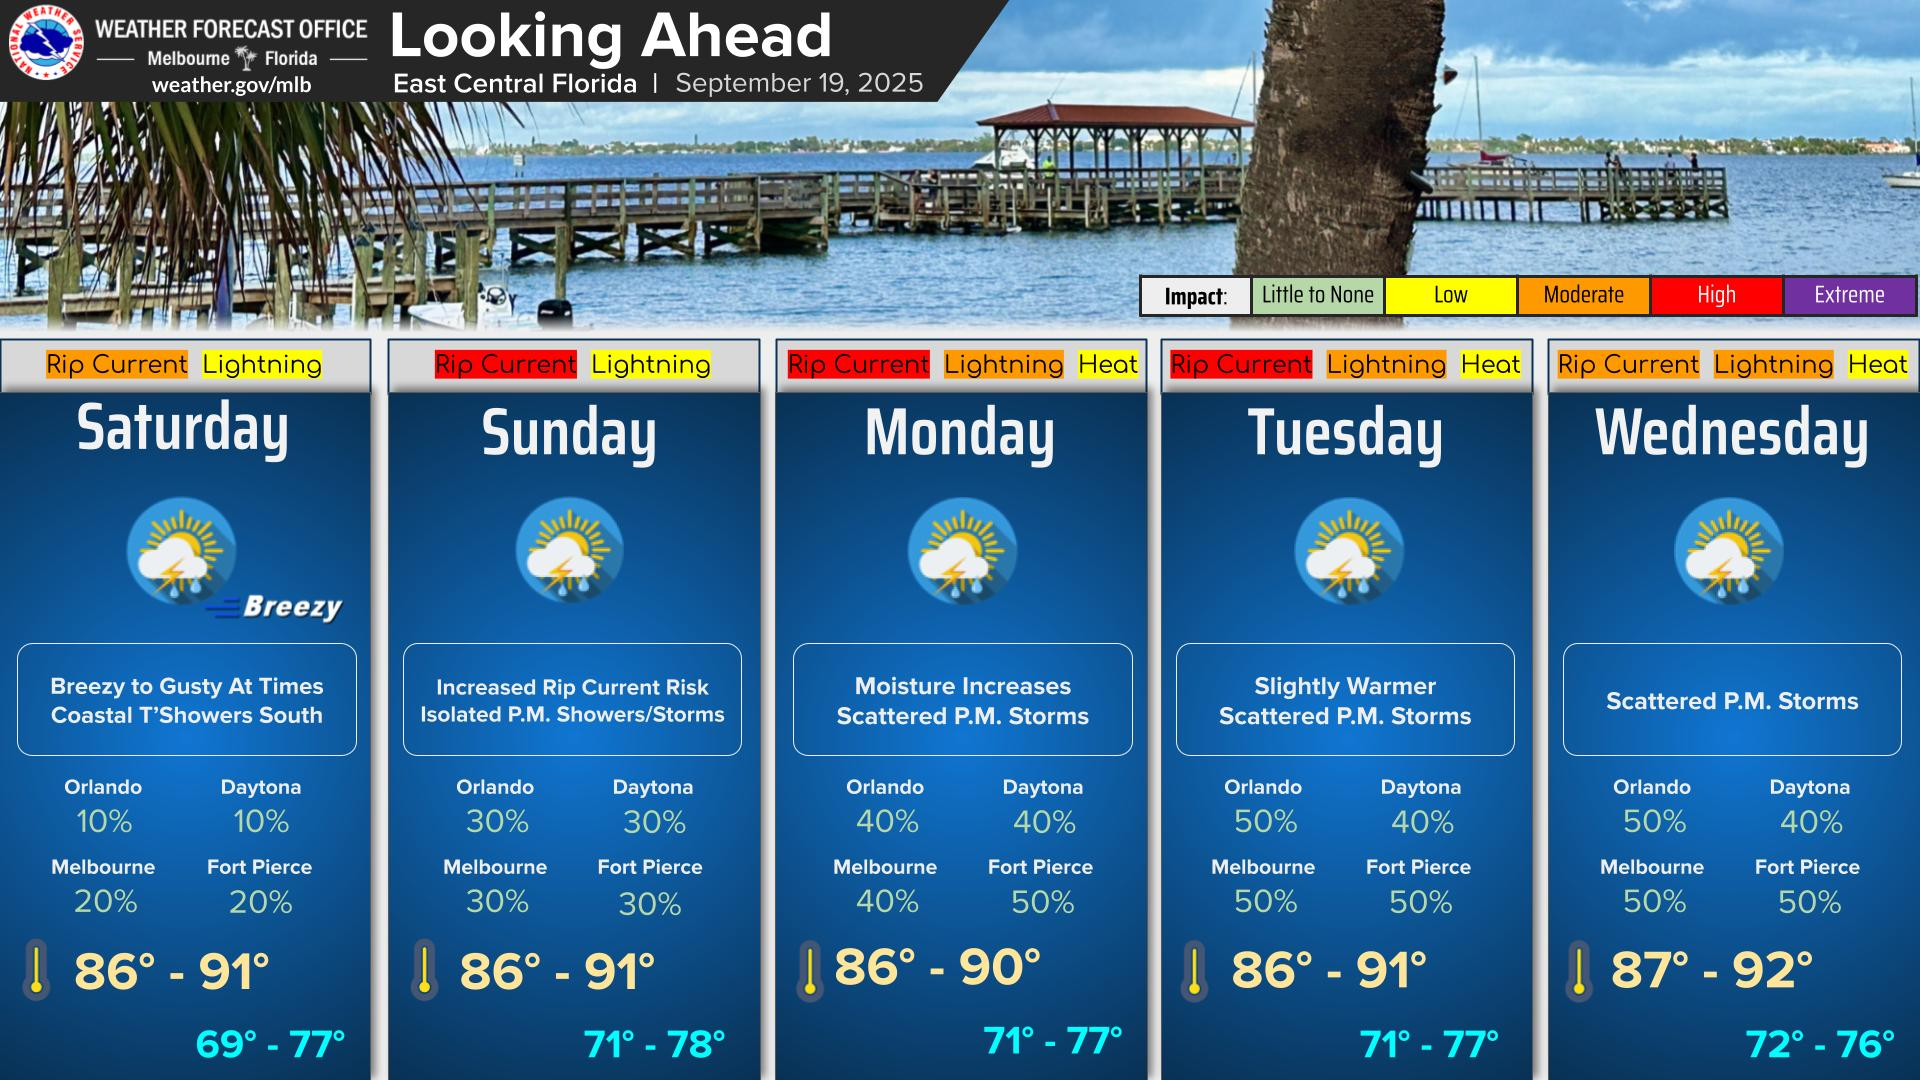 NATIONAL WEATHER SERVICE
WEATHER FORECAST OFFICE
Melbourne Florida
weather.gov/mlb
Looking Ahead
East Central Florida | September 19, 2025
Impact: Little to None Low Moderate High Extreme
Rip Current Lightning
Saturday
Breezy
Breezy to Gusty At Times
Coastal T'Showers South
Orlando Daytona
10% 10%
Melbourne Fort Pierce
20% 20%
86° - 91°
69° - 77°
Rip Current Lightning
Sunday
Increased Rip Current Risk
Isolated P.M. Showers/Storms
Orlando Daytona
30% 30%
Melbourne Fort Pierce
30% 30%
86° - 91°
71° - 78°
Rip Current Lightning Heat
Monday
Moisture Increases
Scattered P.M. Storms
Orlando Daytona
40% 40%
Melbourne Fort Pierce
40% 50%
86° - 90°
71° - 77°
Rip Current Lightning Heat
Tuesday
Slightly Warmer
Scattered P.M. Storms
Orlando Daytona
50% 40%
Melbourne Fort Pierce
50% 50%
86° - 91°
71° - 77°
Rip Current Lightning Heat
Wednesday
Scattered P.M. Storms
Orlando Daytona
50% 40%
Melbourne Fort Pierce
50% 50%
87° - 92°
72° - 76°